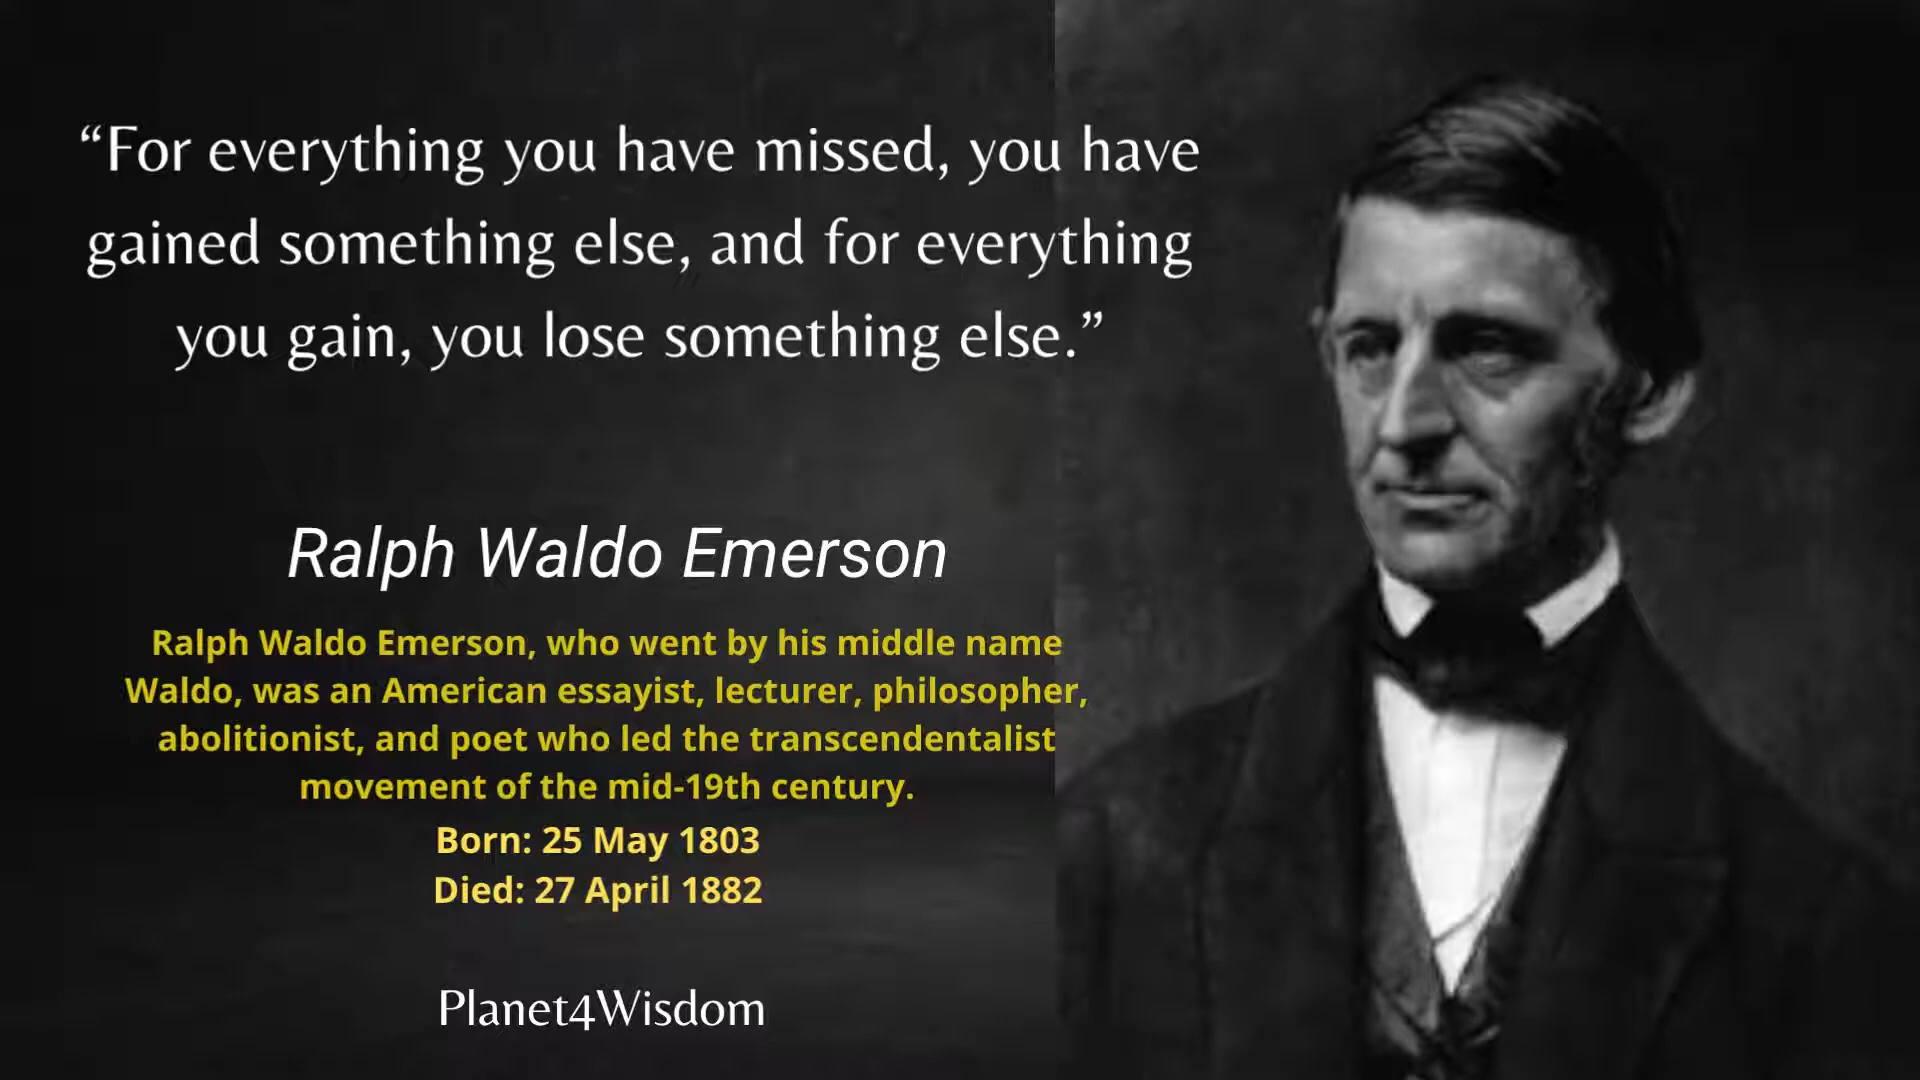 “For everything you have missed, you have
gained something else, and for everything
you gain, you lose something else.”
Ralph Waldo Emerson
Ralph Waldo Emerson, who went by his middle name
Waldo, was an American essayist, lecturer, philosopher,
abolitionist, and poet who led the transcendentalist
movement of the mid-19th century.
Born: 25 May 1803
Died: 27 April 1882
Planet4Wisdom